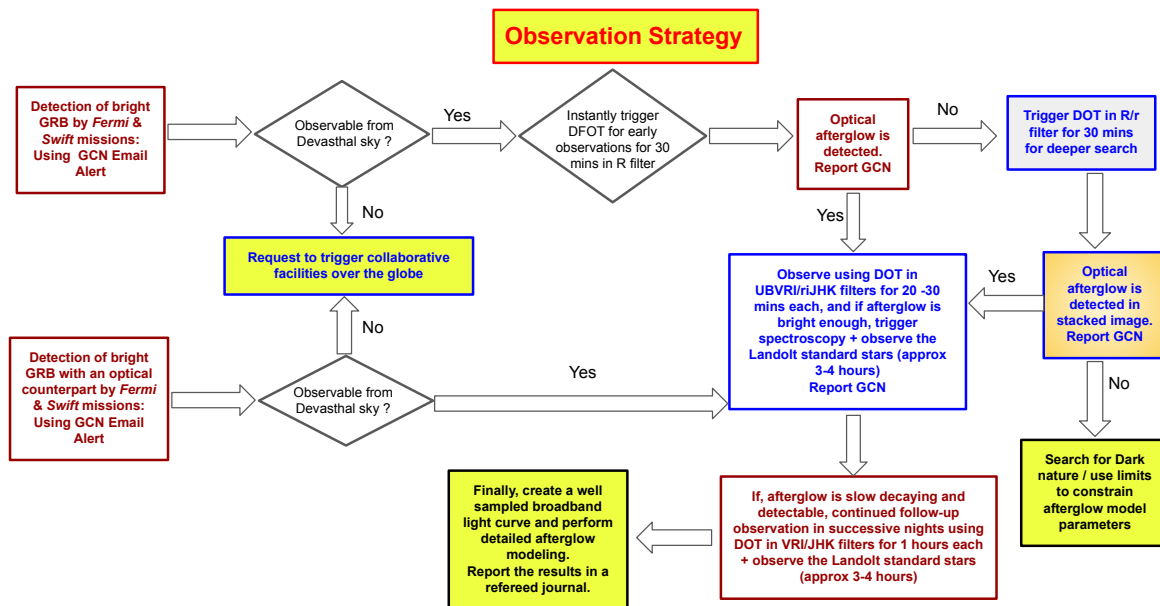 Observation Strategy
Detection of bright
GRB by Fermi &
Swift missions:
Using GCN Email
Alert
Observable from
Devasthal sky ?
Yes
Instantly trigger
DFOT for early
observations for 30
mins in R filter
Optical
afterglow is
detected.
Report GCN
No
Trigger DOT in R/r
filter for 30 mins
for deeper search
No
Yes
Request to trigger collaborative
facilities over the globe
Observe using DOT in
UBVRI/riJHK filters for 20 -30
mins each, and if afterglow is
bright enough, trigger
spectroscopy + observe the
Landolt standard stars (approx
3-4 hours)
Report GCN
Yes
Optical
afterglow is
detected in
stacked image.
Report GCN
No
Detection of bright
GRB with an optical
counterpart by Fermi
& Swift missions:
Using GCN Email
Alert
Observable from
Devasthal sky ?
Yes
No
Search for Dark
nature / use limits
to constrain
afterglow model
parameters
Finally, create a well
sampled broadband
light curve and perform
detailed afterglow
modeling.
Report the results in a
refereed journal.
If, afterglow is slow decaying and
detectable, continued follow-up
observation in successive nights using
DOT in VRI/JHK filters for 1 hours each
+ observe the Landolt standard stars
(approx 3-4 hours)